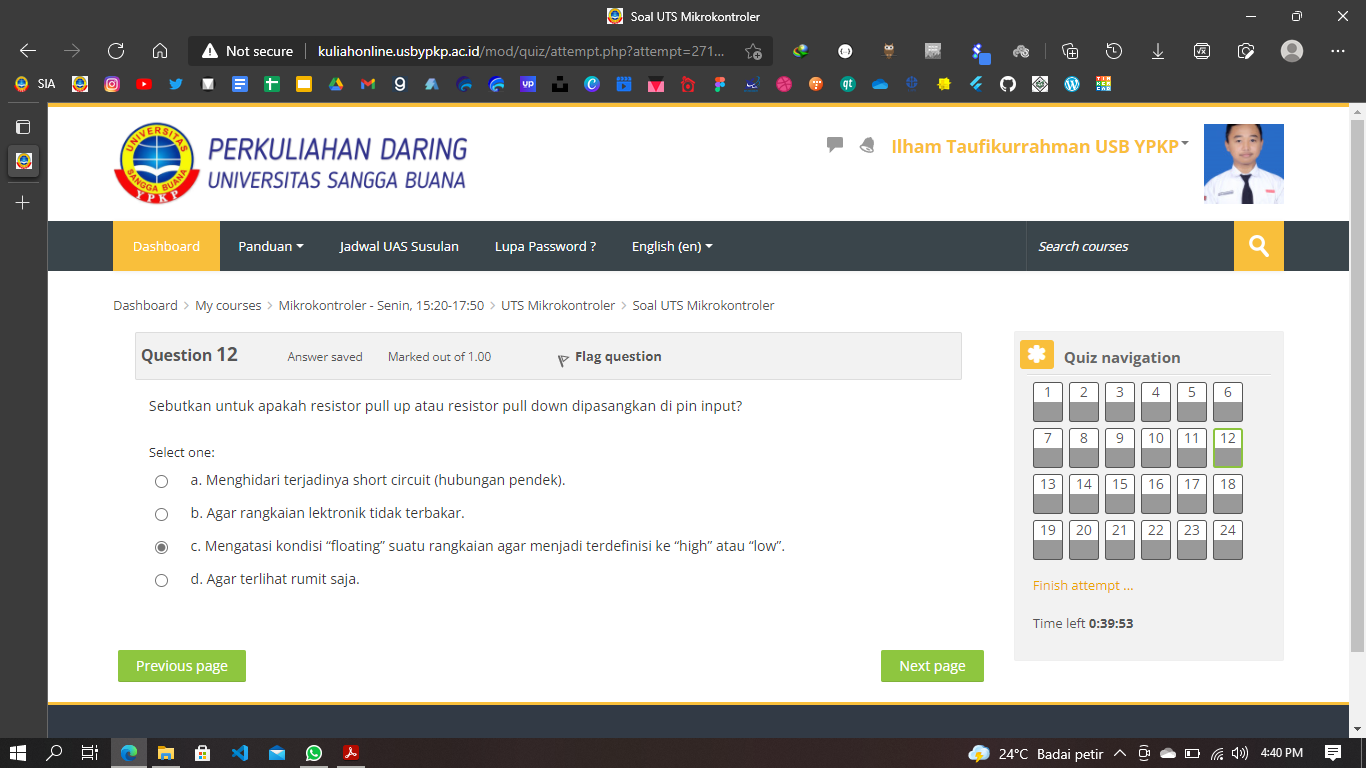 Soal UTS Mikrokontroler
Not secure
kuliahonline.usbypkp.ac.id/mod/quiz/attempt.php?attempt=271...
SIA
UNIVERSITAS
SANGGA BUANA
YPKP
PERKULIAHAN DARING
UNIVERSITAS SANGGA BUANA
Ilham Taufikurrahman USB YPKP
Dashboard
Panduan
Jadwal UAS Susulan
Lupa Password ?
English (en)
Search courses
Dashboard > My courses > Mikrokontroler - Senin, 15:20-17:50 > UTS Mikrokontroler > Soal UTS Mikrokontroler
Question 12
Answer saved
Marked out of 1.00
Flag question
Sebutkan untuk apakah resistor pull up atau resistor pull down dipasangkan di pin input?
Select one:
a. Menghidari terjadinya short circuit (hubungan pendek).
b. Agar rangkaian lektronik tidak terbakar.
c. Mengatasi kondisi “floating” suatu rangkaian agar menjadi terdefinisi ke “high” atau “low”.
d. Agar terlihat rumit saja.
Previous page
Next page
Quiz navigation
1 2 3 4 5 6
7 8 9 10 11 12
13 14 15 16 17 18
19 20 21 22 23 24
Finish attempt ...
Time left 0:39:53
24°C Badai petir
4:40 PM